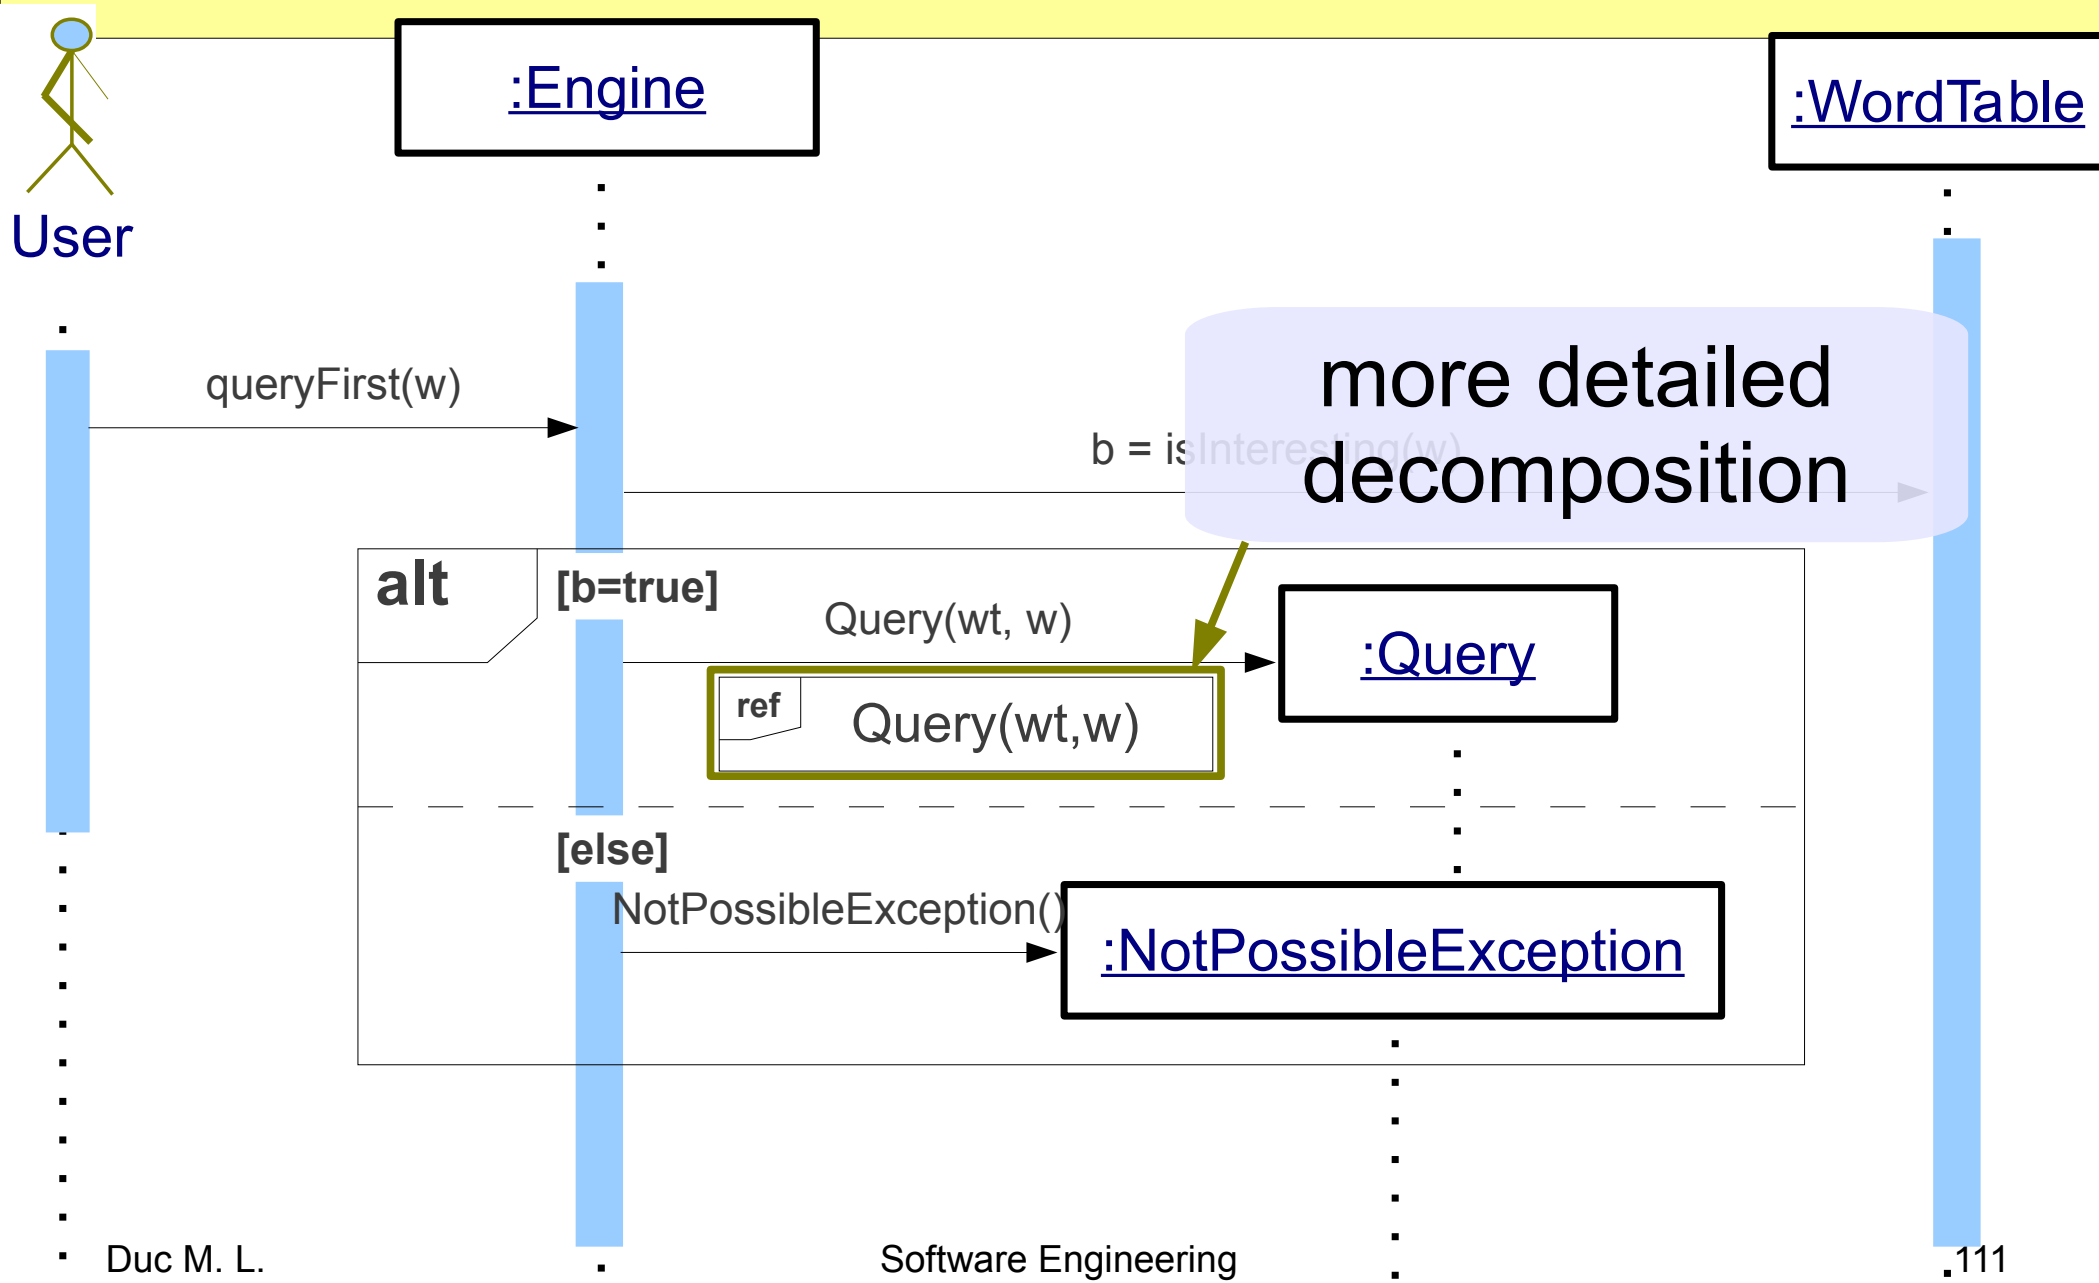 :Engine
:WordTable
User
queryFirst(w)
more detailed
b = isInteresting(w)
decomposition
alt
[b=true]
Query(wt, w)
:Query
ref
Query(wt,w)
[else]
NotPossibleException()
:NotPossibleException
Duc M. L.
Software Engineering
111